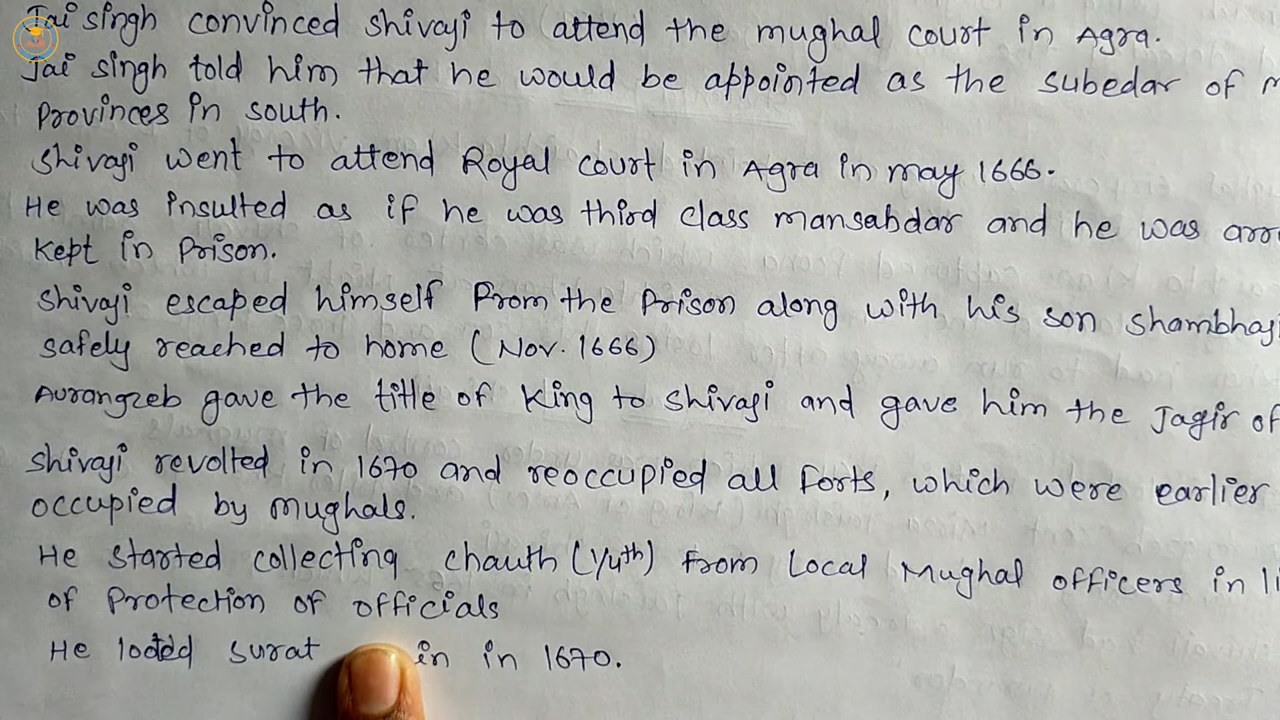 Jai singh convinced Shivaji to attend the mughal court in Agra.
Jai singh told him that he would be appointed as the subedar of
Provinces in south.
Shivaji went to attend Royal court in Agra in may 1666.
He was insulted as if he was third class mansabdar and he was
kept in Prison.
Shivaji escaped himself From the Prison along with his son Shambhaji
safely reached to home (Nov. 1666)
Aurangzeb gave the title of King to Shivaji and gave him the Jagir of
Shivaji revolted in 1670 and reoccupied all Forts, which were earlier
occupied by mughals.
He started collecting chauth (1/4th) From Local Mughal officers in
of Protection of officials
He looted surat in in 1670.